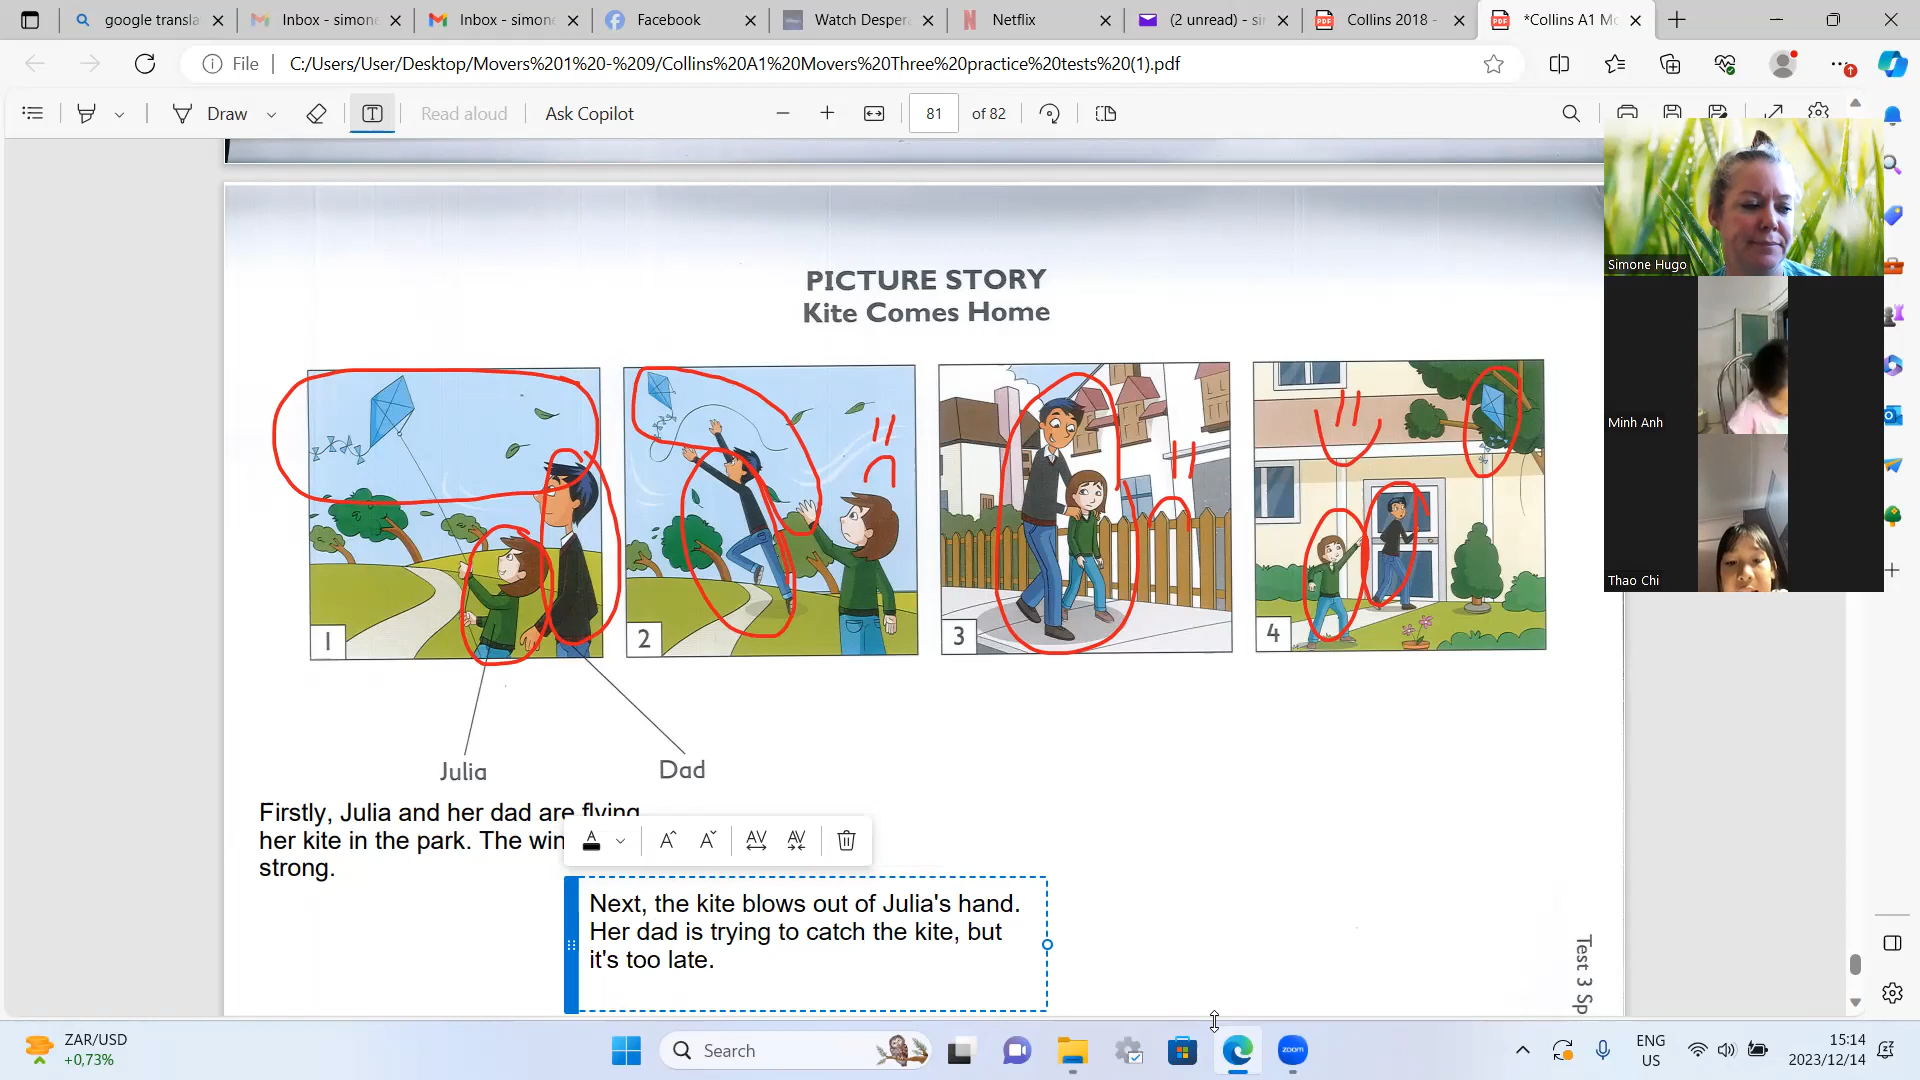 google transla
Inbox - simone
Inbox - simone
Facebook
Watch Despera
Netflix
(2 unread) - si
Collins 2018 -
*Collins A1 Mo
File
C:/Users/User/Desktop/Movers%201%20-%209/Collins%20A1%20Movers%20Three%20practice%20tests%20(1).pdf
Draw
Read aloud
Ask Copilot
81
of 82
Simone Hugo
Minh Anh
Thao Chi
PICTURE STORY
Kite Comes Home
1
2
3
4
Julia
Dad
Firstly, Julia and her dad are flying
her kite in the park. The win
strong.
Next, the kite blows out of Julia's hand.
Her dad is trying to catch the kite, but
it's too late.
Test 3 Sp
ZAR/USD
+0,73%
Search
zoom
ENG
US
15:14
2023/12/14